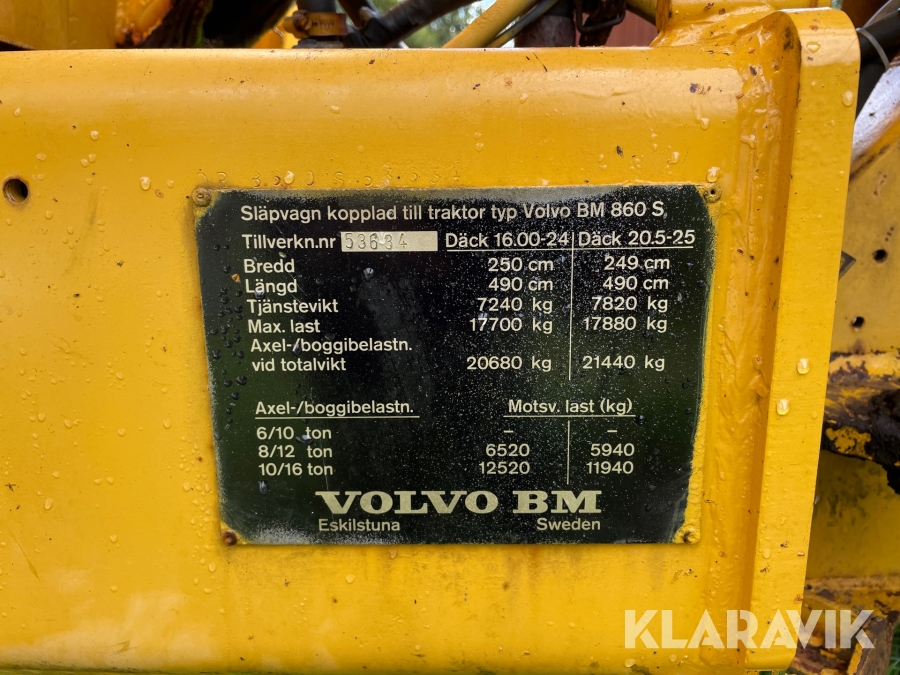 Släpvagn kopplad till traktor typ Volvo BM 860 S
Tillverkn.nr 53634 Däck 16.00-24 Däck 20.5-25
Bredd 250 cm 249 cm
Längd 490 cm 490 cm
Tjänstevikt 7240 kg 7820 kg
Max. last 17700 kg 17880 kg
Axel-/boggibelastn.
vid totalvikt 20680 kg 21440 kg
Axel-/boggibelastn. Motsv. last (kg)
6/10 ton – –
8/12 ton 6520 5940
10/16 ton 12520 11940
VOLVO BM
Eskilstuna Sweden
KLARAVIK